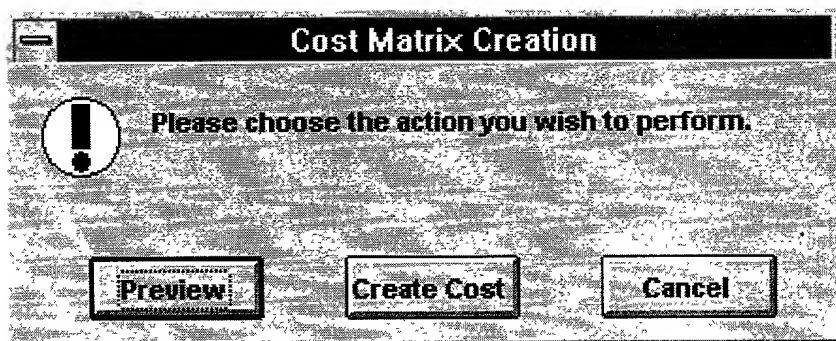 Cost Matrix Creation
Please choose the action you wish to perform.
Preview Create Cost Cancel